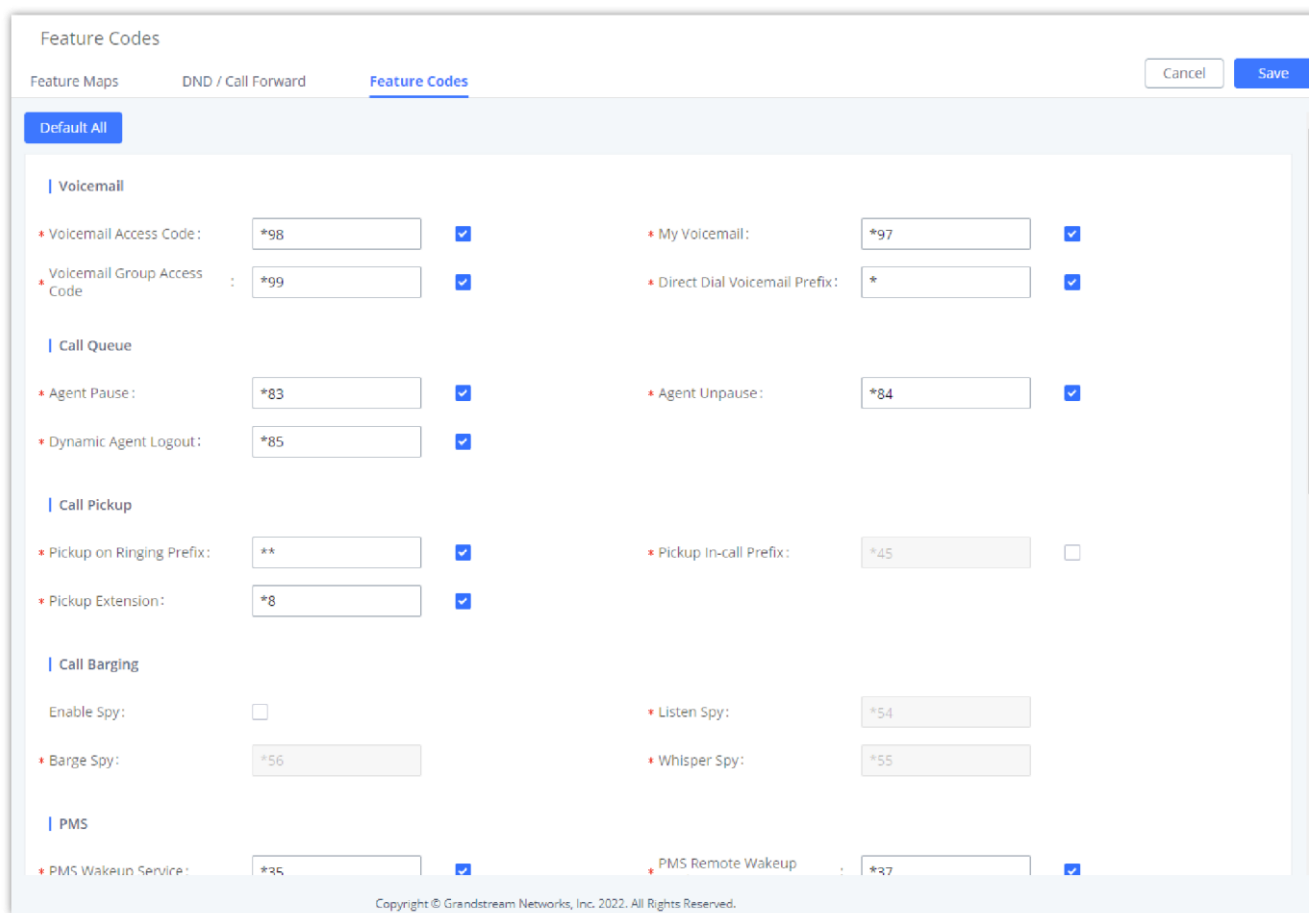 Feature Codes
Feature Maps DND / Call Forward Feature Codes Cancel Save
Default All
Voicemail
* Voicemail Access Code : *98 * My Voicemail : *97
* Voicemail Group Access Code : *99 * Direct Dial Voicemail Prefix : *
Call Queue
* Agent Pause : *83 * Agent Unpause : *84
* Dynamic Agent Logout : *85
Call Pickup
* Pickup on Ringing Prefix : ** * Pickup In-call Prefix : *45
* Pickup Extension : *8
Call Barging
Enable Spy : * Listen Spy : *54
* Barge Spy : *56 * Whisper Spy : *55
PMS
* PMS Wakeup Service : *35 * PMS Remote Wakeup : *37
Copyright © Grandstream Networks, Inc. 2022. All Rights Reserved.